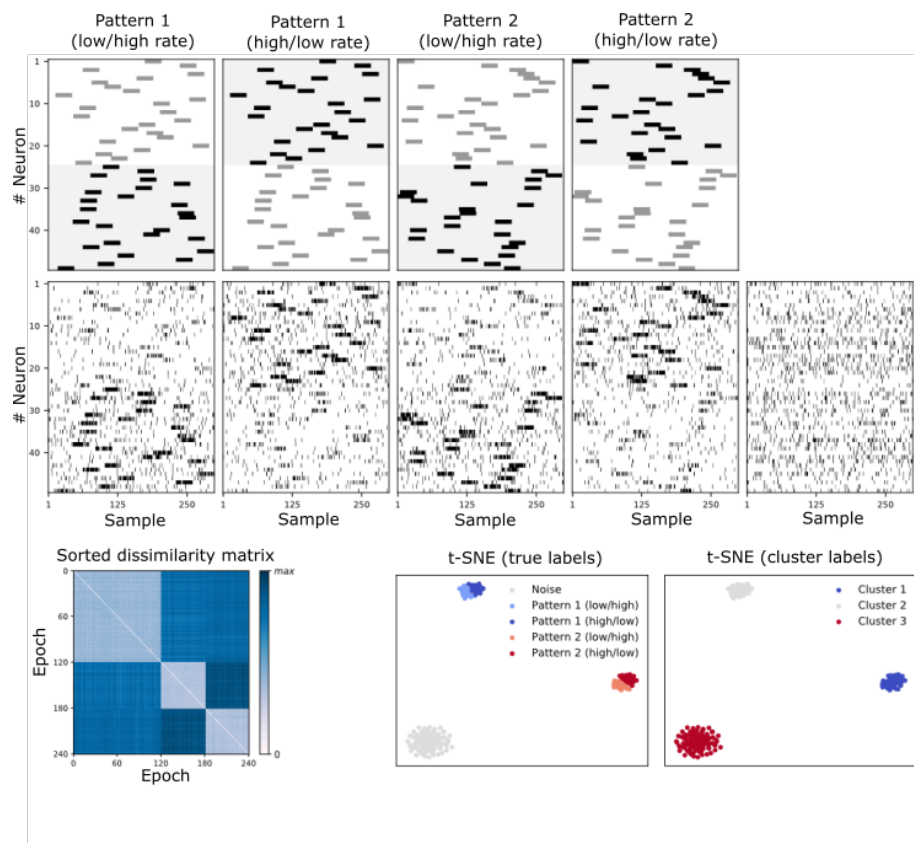 Pattern 1
(low/high rate)
Pattern 1
(high/low rate)
Pattern 2
(low/high rate)
Pattern 2
(high/low rate)
# Neuron
1
10
20
30
40
# Neuron
1
10
20
30
40
1 125 250
1 125 250
1 125 250
1 125 250
1 125 250
Sample
Sample
Sample
Sample
Sample
Sorted dissimilarity matrix
Epoch
0
60
120
180
240
0 60 120 180 240
Epoch
max
0
t-SNE (true labels)
Noise
Pattern 1 (low/high)
Pattern 1 (high/low)
Pattern 2 (low/high)
Pattern 2 (high/low)
t-SNE (cluster labels)
Cluster 1
Cluster 2
Cluster 3